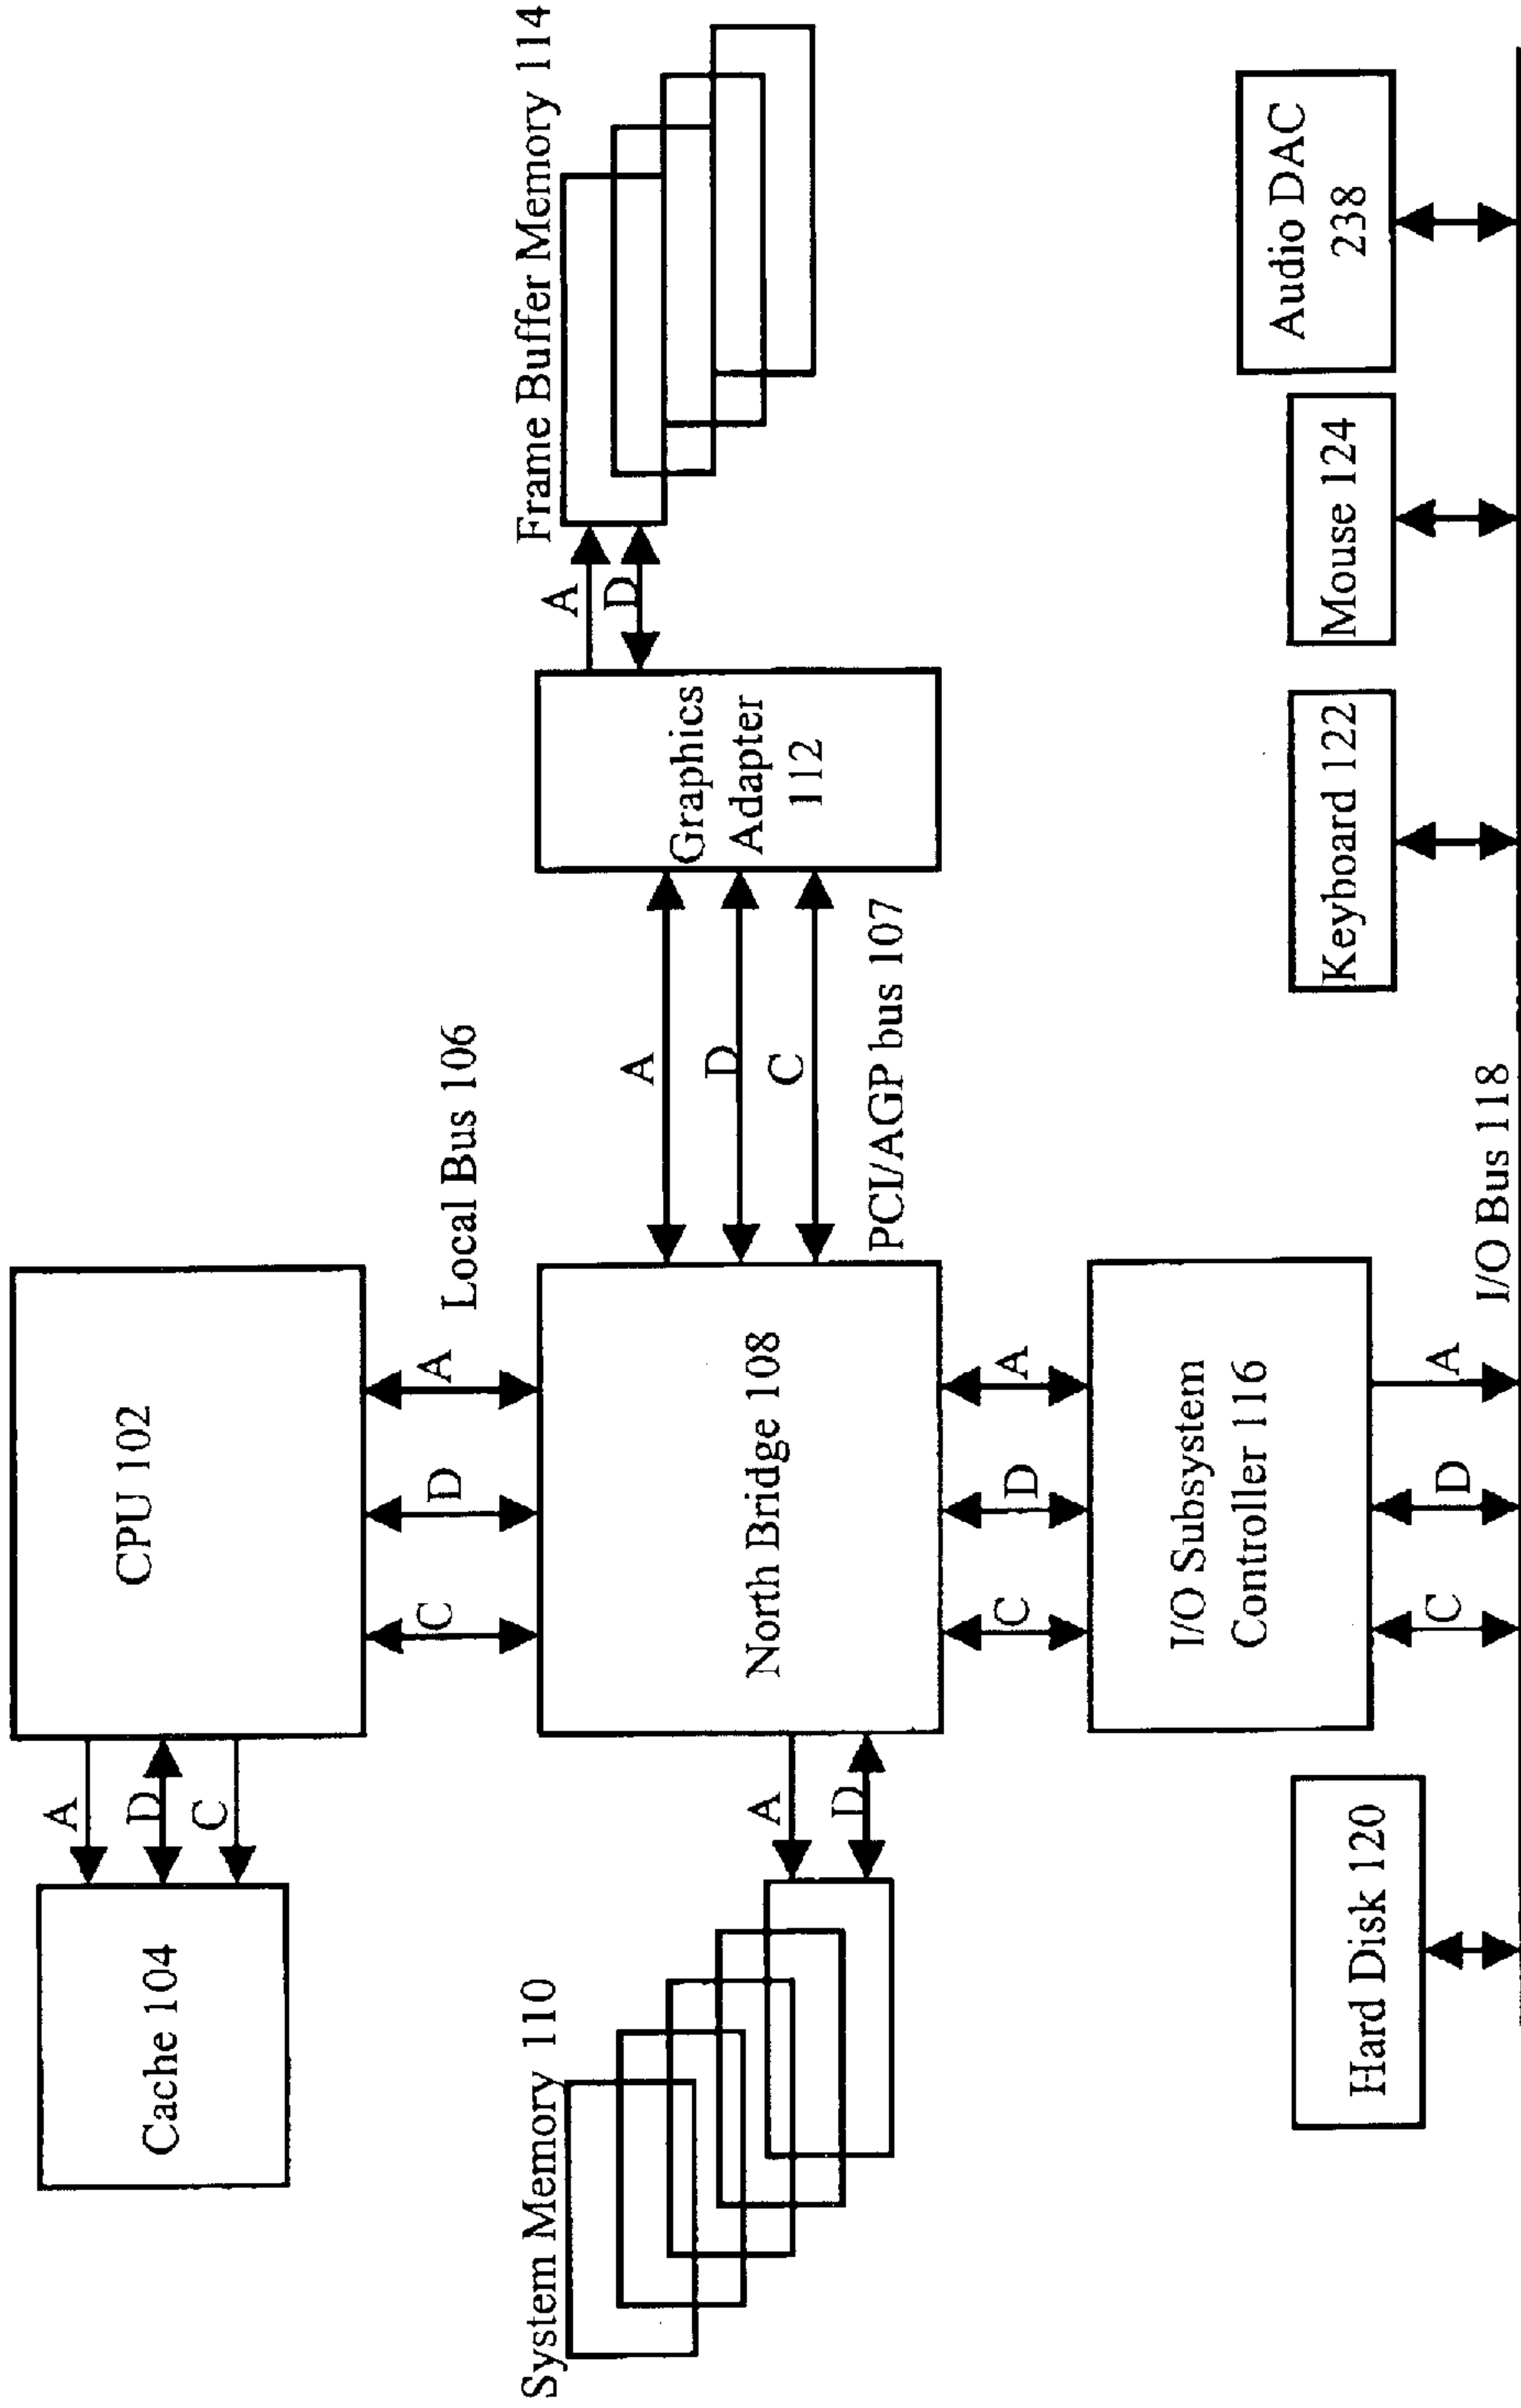 Cache 104
A
D
C
CPU 102
C
D
A
Local Bus 106
System Memory 110
A
D
North Bridge 108
A
D
C
PCI/AGP bus 107
Graphics
Adapter
112
A
D
Frame Buffer Memory 114
C
D
A
I/O Subsystem
Controller 116
C
D
A
Hard Disk 120
I/O Bus 118
Keyboard 122
Mouse 124
Audio DAC
238